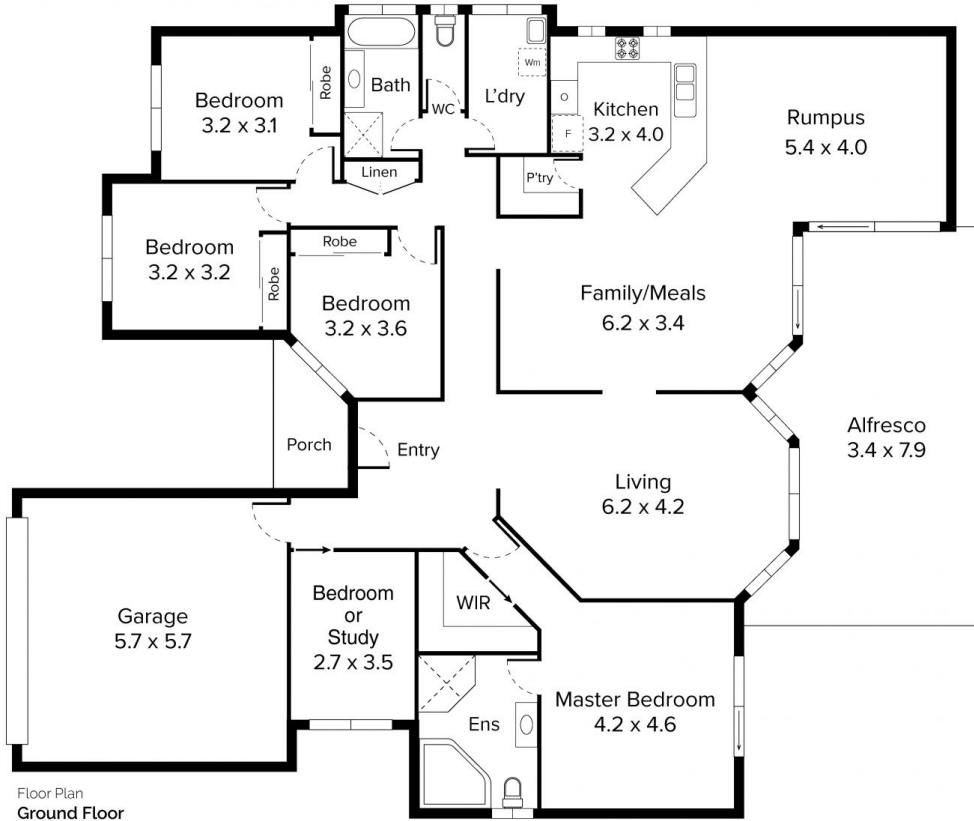 Bedroom
3.2 x 3.1
Robe
Bath
WC
L'dry
Wm
O
F
Kitchen
3.2 x 4.0
Rumpus
5.4 x 4.0
P'try
Linen
Bedroom
3.2 x 3.2
Robe
Robe
Bedroom
3.2 x 3.6
Family/Meals
6.2 x 3.4
Porch
Entry
Living
6.2 x 4.2
Alfresco
3.4 x 7.9
Garage
5.7 x 5.7
Bedroom
or
Study
2.7 x 3.5
WIR
Ens
Master Bedroom
4.2 x 4.6
Floor Plan
Ground Floor